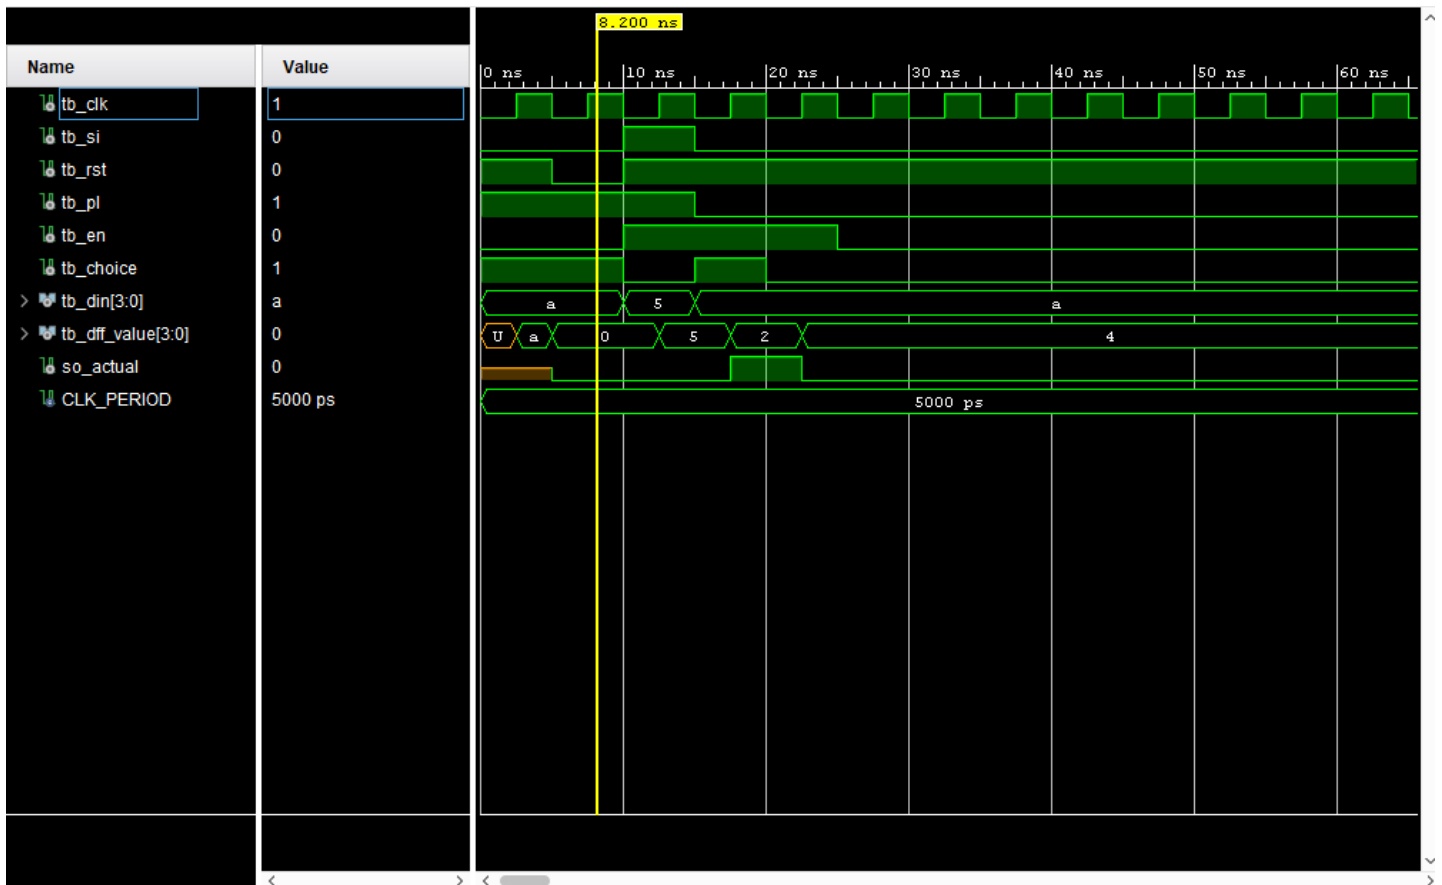 8.200 ns
Name Value
0 ns 10 ns 20 ns 30 ns 40 ns 50 ns 60 ns
tb_clk 1
tb_si 0
tb_rst 0
tb_pl 1
tb_en 0
tb_choice 1
tb_din[3:0] a a 5 a
tb_dff_value[3:0] 0 U a 0 5 2 4
so_actual 0
CLK_PERIOD 5000 ps 5000 ps